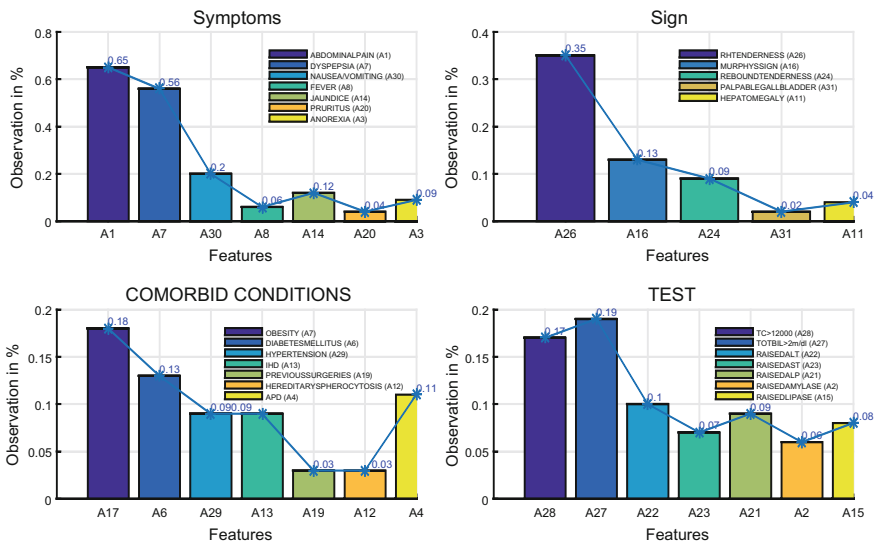 Symptoms
Observation in %
0.8
0.6
0.4
0.2
0
0.65
0.56
0.2
0.06
0.12
0.04
0.09
ABDOMINALPAIN (A1)
DYSPEPSIA (A7)
NAUSEA/VOMITING (A30)
FEVER (A8)
JAUNDICE (A14)
PRURITUS (A20)
ANOREXIA (A3)
A1 A7 A30 A8 A14 A20 A3
Features
Sign
Observation in %
0.4
0.3
0.2
0.1
0
0.35
0.13
0.09
0.02
0.04
RHTENDERNESS (A26)
MURPHYSSIGN (A16)
REBOUNDTENDERNESS (A24)
PALPABLEGALLBLADDER (A31)
HEPATOMEGALY (A11)
A26 A16 A24 A31 A11
Features
COMORBID CONDITIONS
Observation in %
0.2
0.15
0.1
0.05
0
0.18
0.13
0.09
0.09
0.03
0.03
0.11
OBESITY (A7)
DIABETESMELLITUS (A6)
HYPERTENSION (A29)
IHD (A13)
PREVIOUSSURGERIES (A19)
HEREDITARYSPHEROCYTOSIS (A12)
APD (A4)
A17 A6 A29 A13 A19 A12 A4
Features
TEST
Observation in %
0.2
0.15
0.1
0.05
0
0.17
0.19
0.1
0.07
0.09
0.06
0.08
TC>12000 (A28)
TOTBIL>2m/dl (A27)
RAISEDALT (A22)
RAISEDAST (A23)
RAISEDALP (A21)
RAISEDAMYLASE (A2)
RAISEDLIPASE (A15)
A28 A27 A22 A23 A21 A2 A15
Features